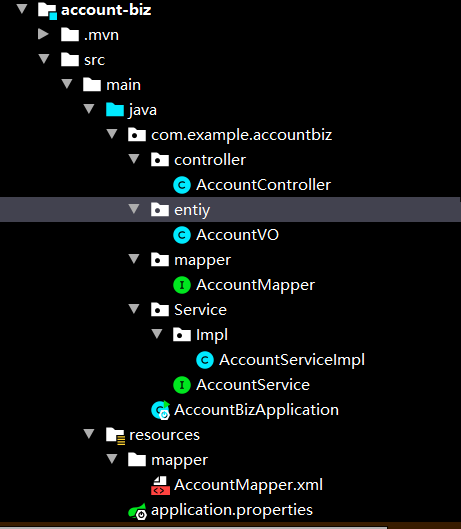 account-biz
.mvn
src
main
java
com.example.accountbiz
controller
AccountController
entiy
AccountVO
mapper
AccountMapper
Service
Impl
AccountServiceImpl
AccountService
AccountBizApplication
resources
mapper
AccountMapper.xml
application.properties